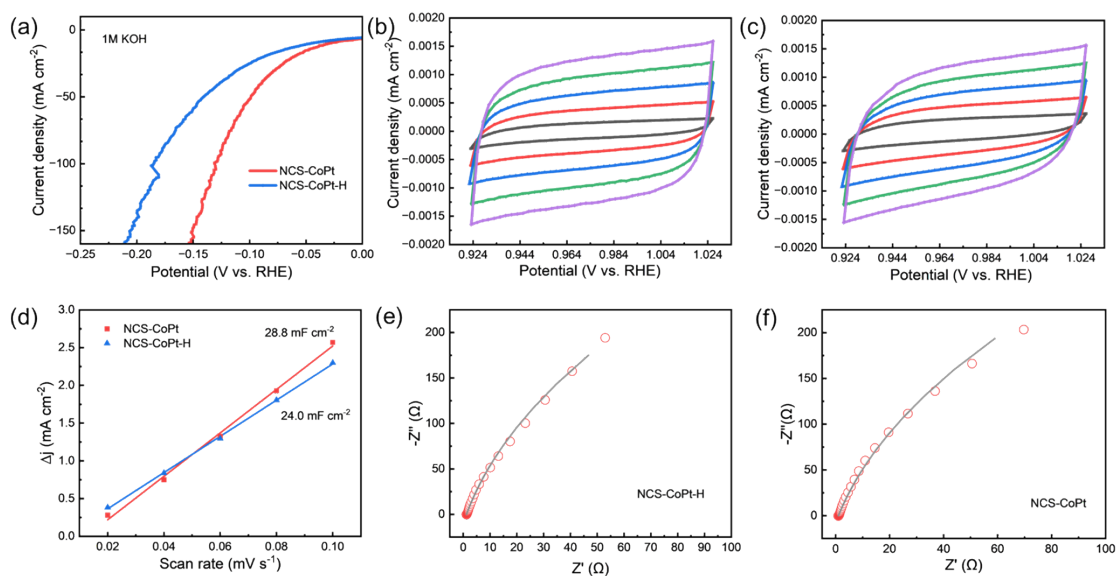 (a)
1M KOH
Current density (mA cm⁻²)
0
−50
−100
−150
NCS-CoPt
NCS-CoPt-H
−0.25 −0.20 −0.15 −0.10 −0.05 0.00
Potential (V vs. RHE)
(b)
Current density (mA cm⁻²)
0.0020
0.0015
0.0010
0.0005
0.0000
−0.0005
−0.0010
−0.0015
−0.0020
0.924 0.944 0.964 0.984 1.004 1.024
Potential (V vs. RHE)
(c)
Current density (mA cm⁻²)
0.0020
0.0015
0.0010
0.0005
0.0000
−0.0005
−0.0010
−0.0015
−0.0020
0.924 0.944 0.964 0.984 1.004 1.024
Potential (V vs. RHE)
(d)
Δj (mA cm⁻²)
3.0
2.5
2.0
1.5
1.0
0.5
0.0
NCS-CoPt
NCS-CoPt-H
28.8 mF cm⁻²
24.0 mF cm⁻²
0.02 0.04 0.06 0.08 0.10
Scan rate (mV s⁻¹)
(e)
-Z'' (Ω)
200
150
100
50
0
NCS-CoPt-H
0 10 20 30 40 50 60 70 80 90 100
Z' (Ω)
(f)
-Z''(Ω)
200
150
100
50
0
NCS-CoPt
0 20 40 60 80 100
Z' (Ω)